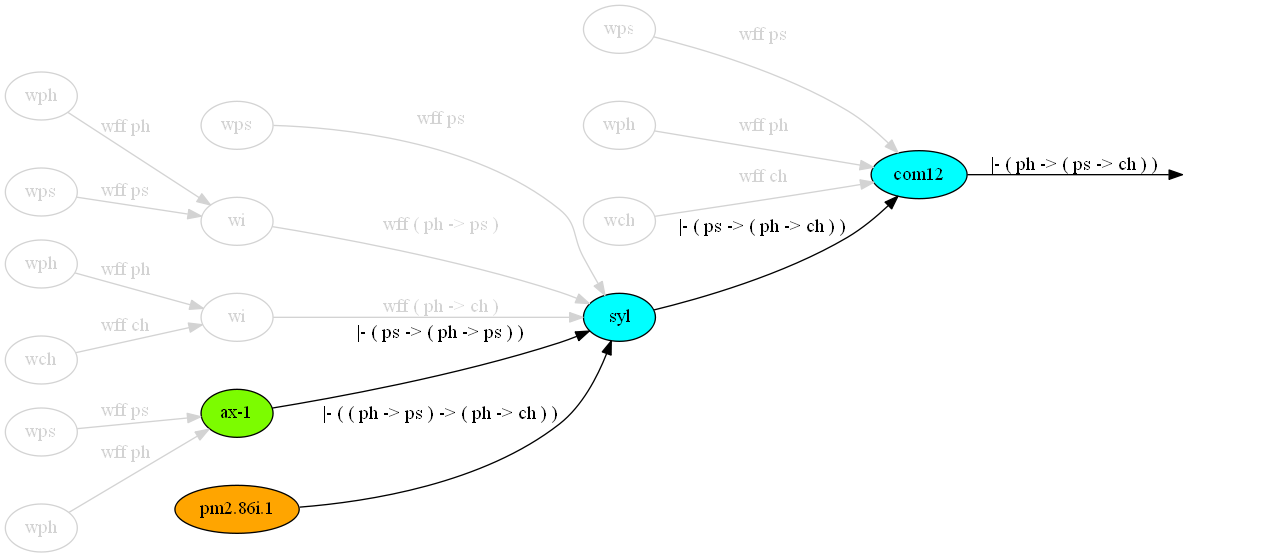 wps
wff ps
wph
wff ph
wps
wff ps
wph
wff ph
wps
wff ps
wi
wff ( ph -> ps )
wff ch
wch
com12
|- ( ph -> ( ps -> ch ) )
|- ( ps -> ( ph -> ch ) )
wph
wff ph
wi
wff ( ph -> ch )
syl
wff ch
wch
|- ( ps -> ( ph -> ps ) )
wps
wff ps
ax-1
|- ( ( ph -> ps ) -> ( ph -> ch ) )
wff ph
wph
pm2.86i.1